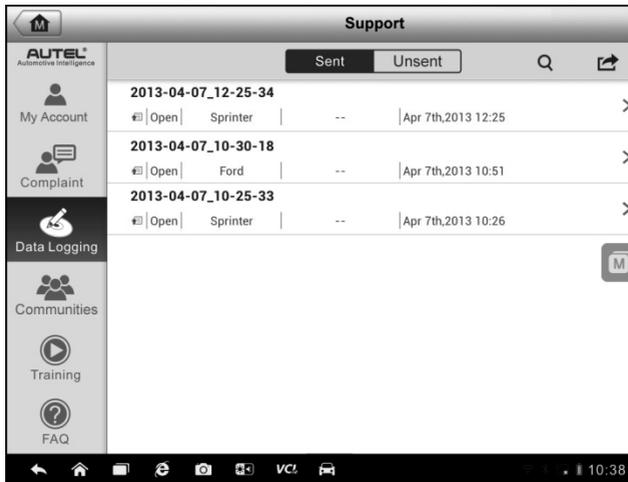 M
Support
AUTEL®
Automotive Intelligence
Sent
Unsent
My Account
Complaint
Data Logging
Communities
Training
FAQ
2013-04-07_12-25-34
Open Sprinter -- Apr 7th,2013 12:25
2013-04-07_10-30-18
Open Ford -- Apr 7th,2013 10:51
2013-04-07_10-25-33
Open Sprinter -- Apr 7th,2013 10:26
M
VCI
10:38